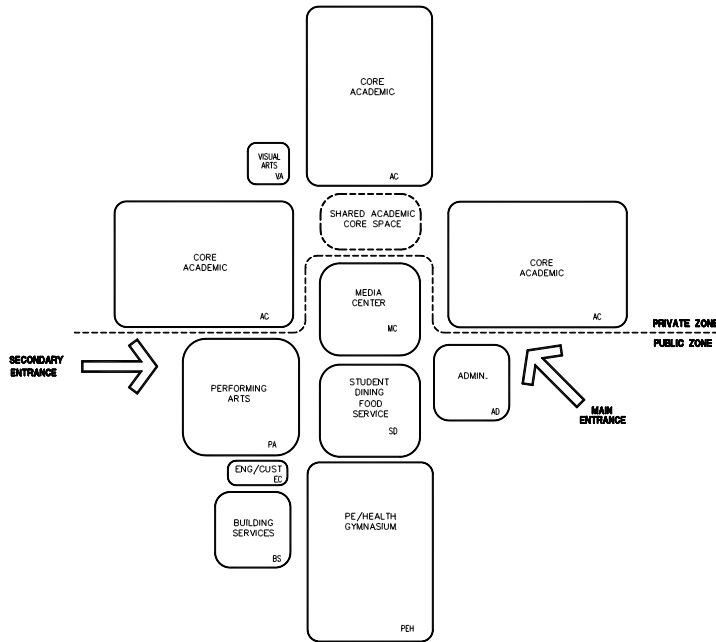 CORE
ACADEMIC
AC
VISUAL
ARTS
VA
SHARED ACADEMIC
CORE SPACE
CORE
ACADEMIC
AC
CORE
ACADEMIC
AC
MEDIA
CENTER
MC
PRIVATE ZONE
PUBLIC ZONE
SECONDARY
ENTRANCE
PERFORMING
ARTS
PA
STUDENT
DINING
FOOD
SERVICE
SD
ADMIN.
AD
MAIN
ENTRANCE
ENG/CUST
EC
BUILDING
SERVICES
BS
PE/HEALTH
GYMNASIUM
PEH